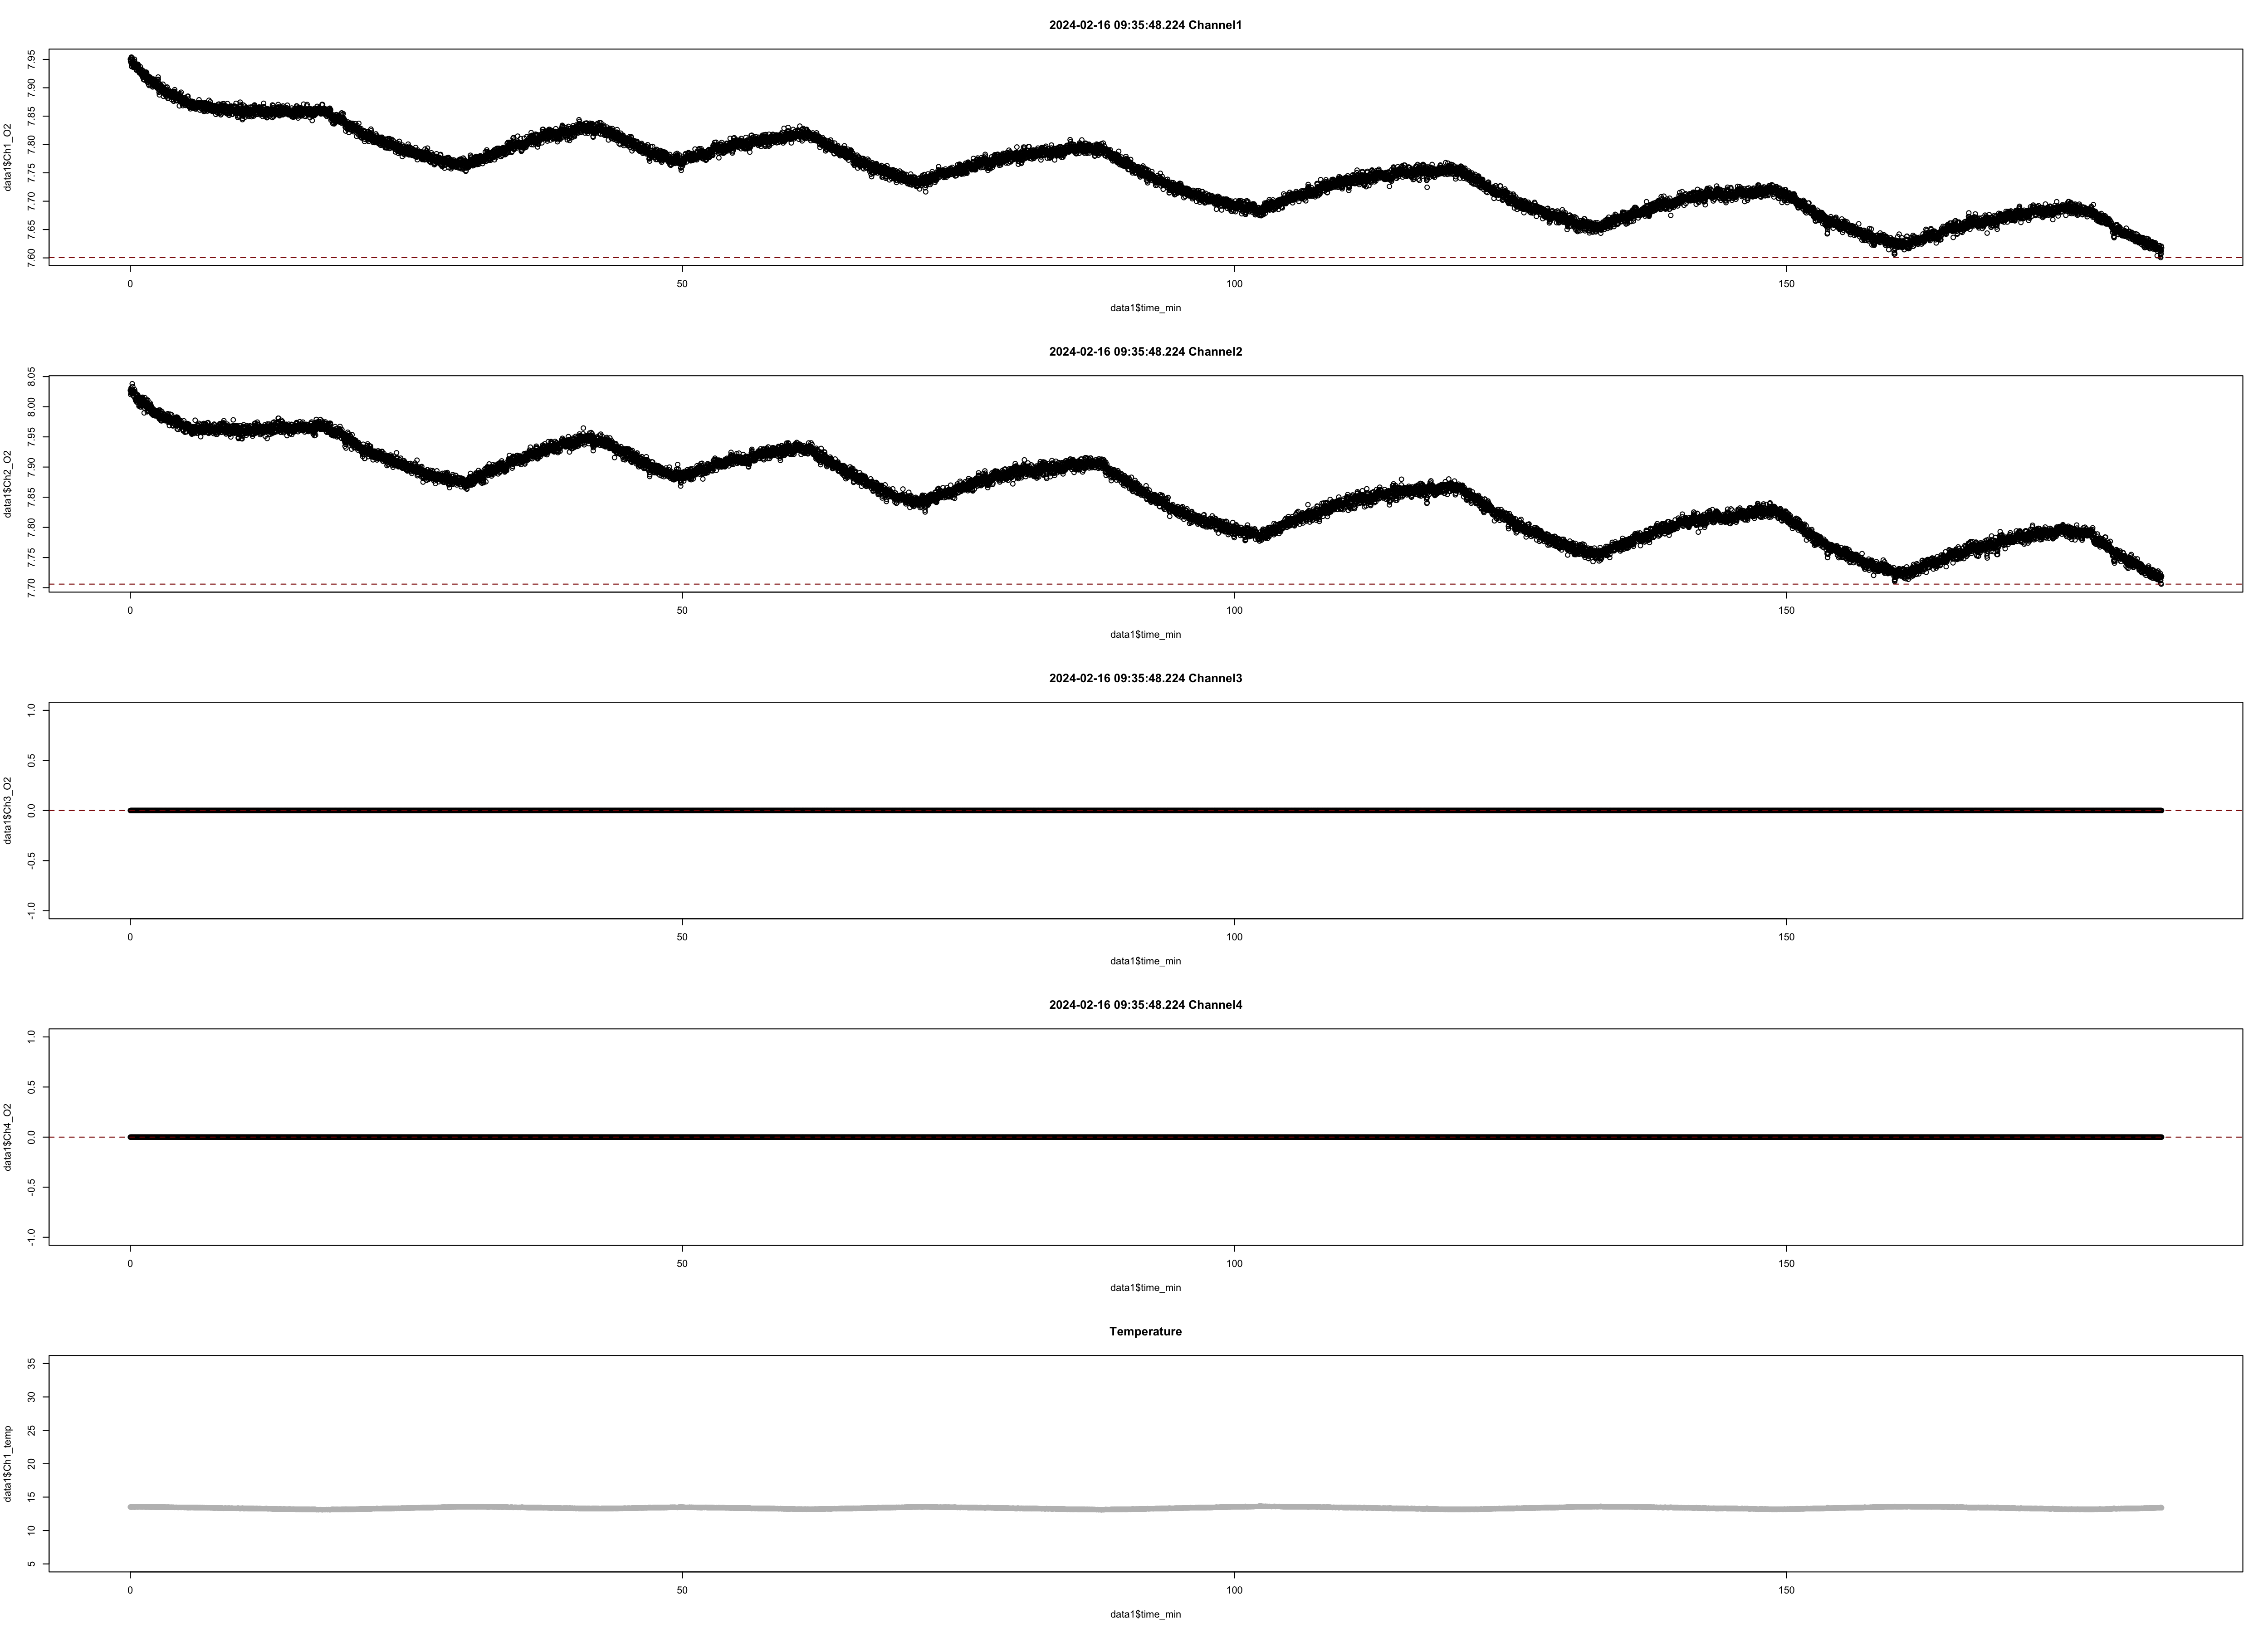 2024-02-16 09:35:48.224 Channel1
data1$Ch1_O2
7.95
7.90
7.85
7.80
7.75
7.70
7.65
7.60
0 50 100 150
data1$time_min
2024-02-16 09:35:48.224 Channel2
data1$Ch2_O2
8.05
8.00
7.95
7.90
7.85
7.80
7.75
7.70
0 50 100 150
data1$time_min
2024-02-16 09:35:48.224 Channel3
data1$Ch3_O2
1.0
0.5
0.0
-0.5
-1.0
0 50 100 150
data1$time_min
2024-02-16 09:35:48.224 Channel4
data1$Ch4_O2
1.0
0.5
0.0
-0.5
-1.0
0 50 100 150
data1$time_min
Temperature
data1$Ch1_temp
35
30
25
20
15
10
5
0 50 100 150
data1$time_min